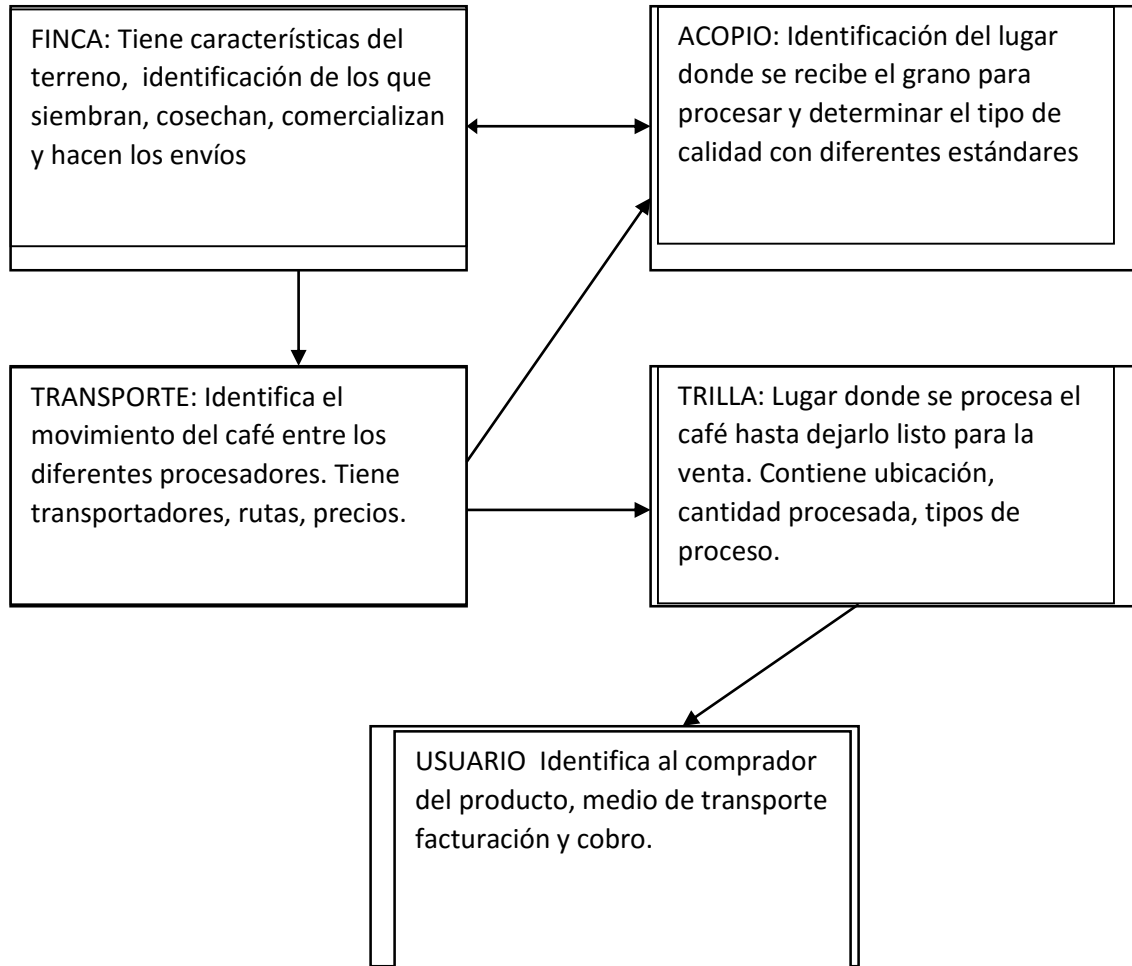 FINCA: Tiene características del
terreno,  identificación de los que
siembran, cosechan, comercializan
y hacen los envíos
ACOPIO: Identificación del lugar
donde se recibe el grano para
procesar y determinar el tipo de
calidad con diferentes estándares
TRANSPORTE: Identifica el
movimiento del café entre los
diferentes procesadores. Tiene
transportadores, rutas, precios.
TRILLA: Lugar donde se procesa el
café hasta dejarlo listo para la
venta. Contiene ubicación,
cantidad procesada, tipos de
proceso.
USUARIO  Identifica al comprador
del producto, medio de transporte
facturación y cobro.